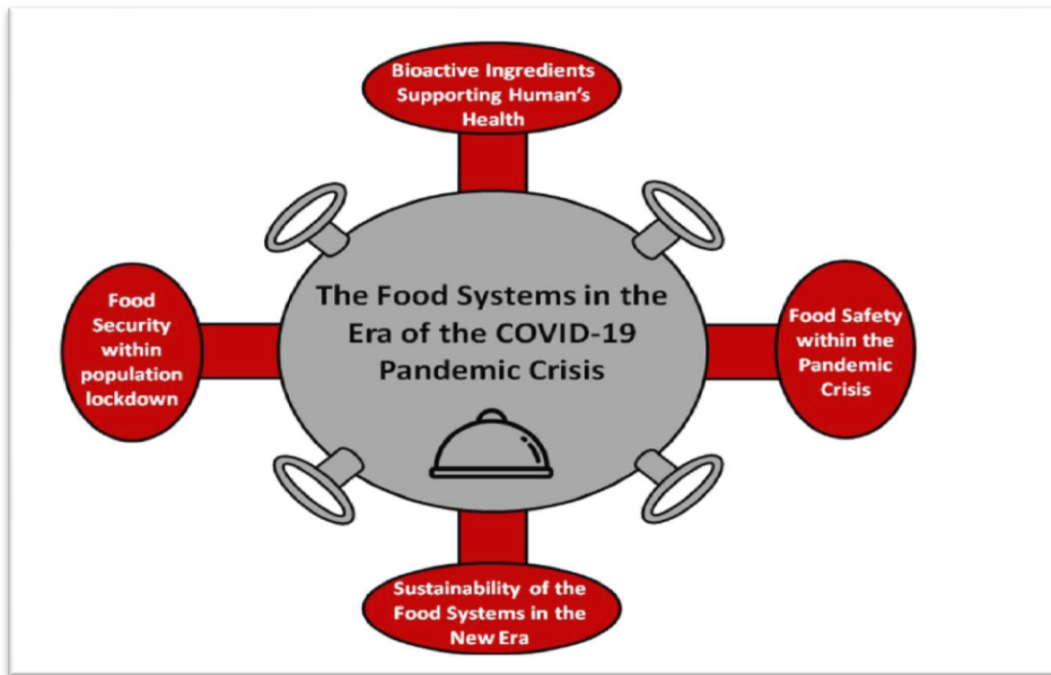 Bioactive Ingredients
Supporting Human's
Health
The Food Systems in the
Era of the COVID-19
Pandemic Crisis
Food
Security
within
population
lockdown
Food Safety
within the
Pandemic
Crisis
Sustainability of the
Food Systems in the
New Era